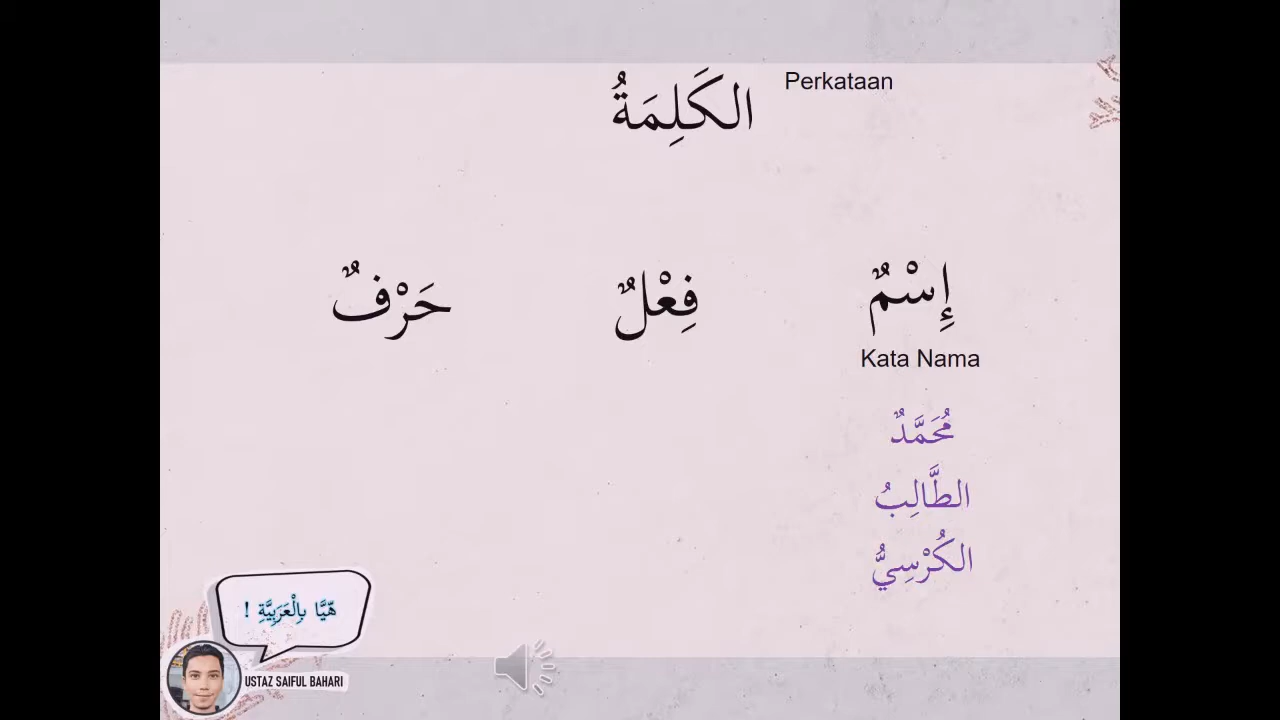 الكَلِمَةُ Perkataan
إِسْمٌ فِعْلٌ حَرْفٌ
Kata Nama
مُحَمَّدٌ
الطَّالِبُ
الكُرْسِيُّ
هَيَّا بِالْعَرَبِيَّةِ !
USTAZ SAIFUL BAHARI